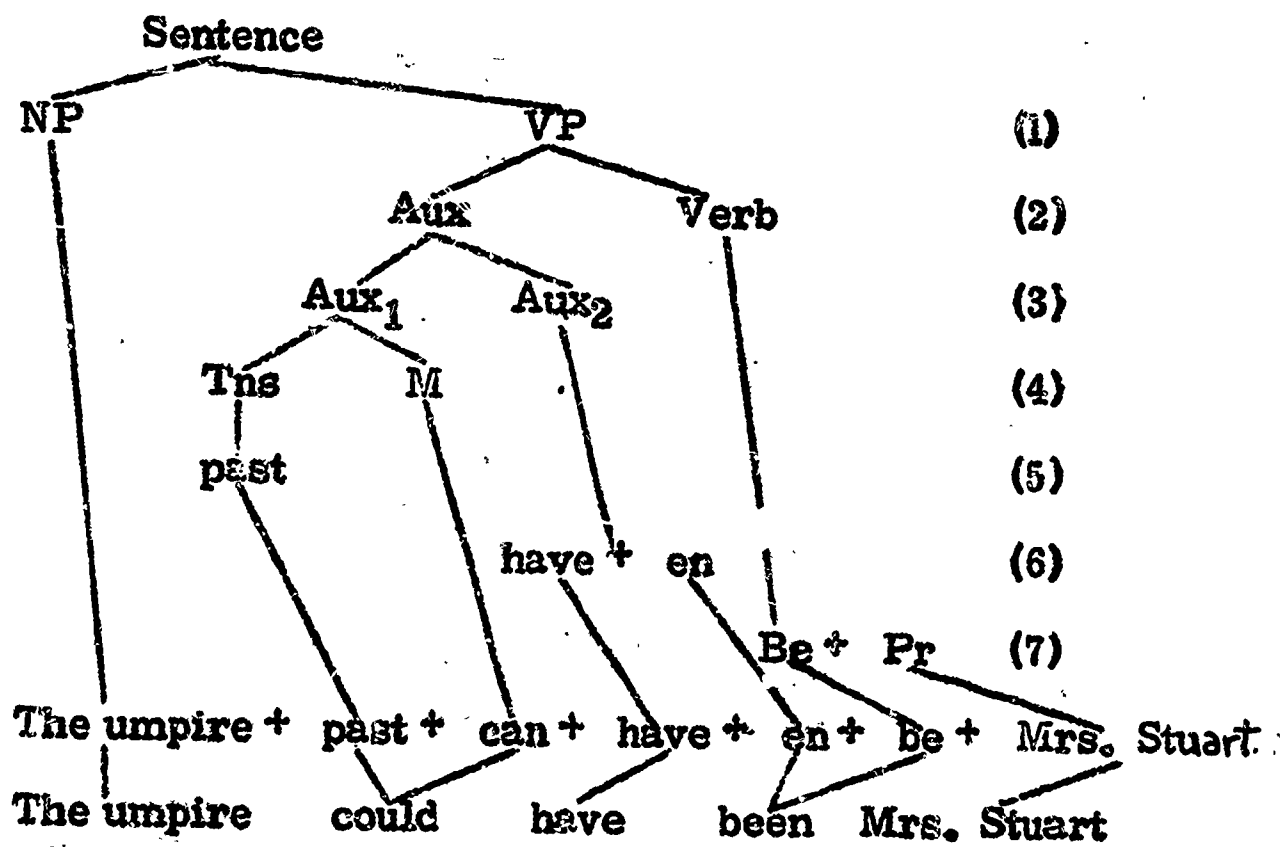 Sentence
NP VP (1)
Aux Verb (2)
Aux1 Aux2 (3)
Tns M (4)
past (5)
have + en (6)
Be + Pr (7)
The umpire + past + can + have + en + be + Mrs. Stuart
The umpire could have been Mrs. Stuart